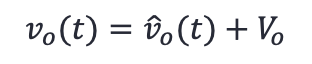 v_o(t) = v̂_o(t) + V_o